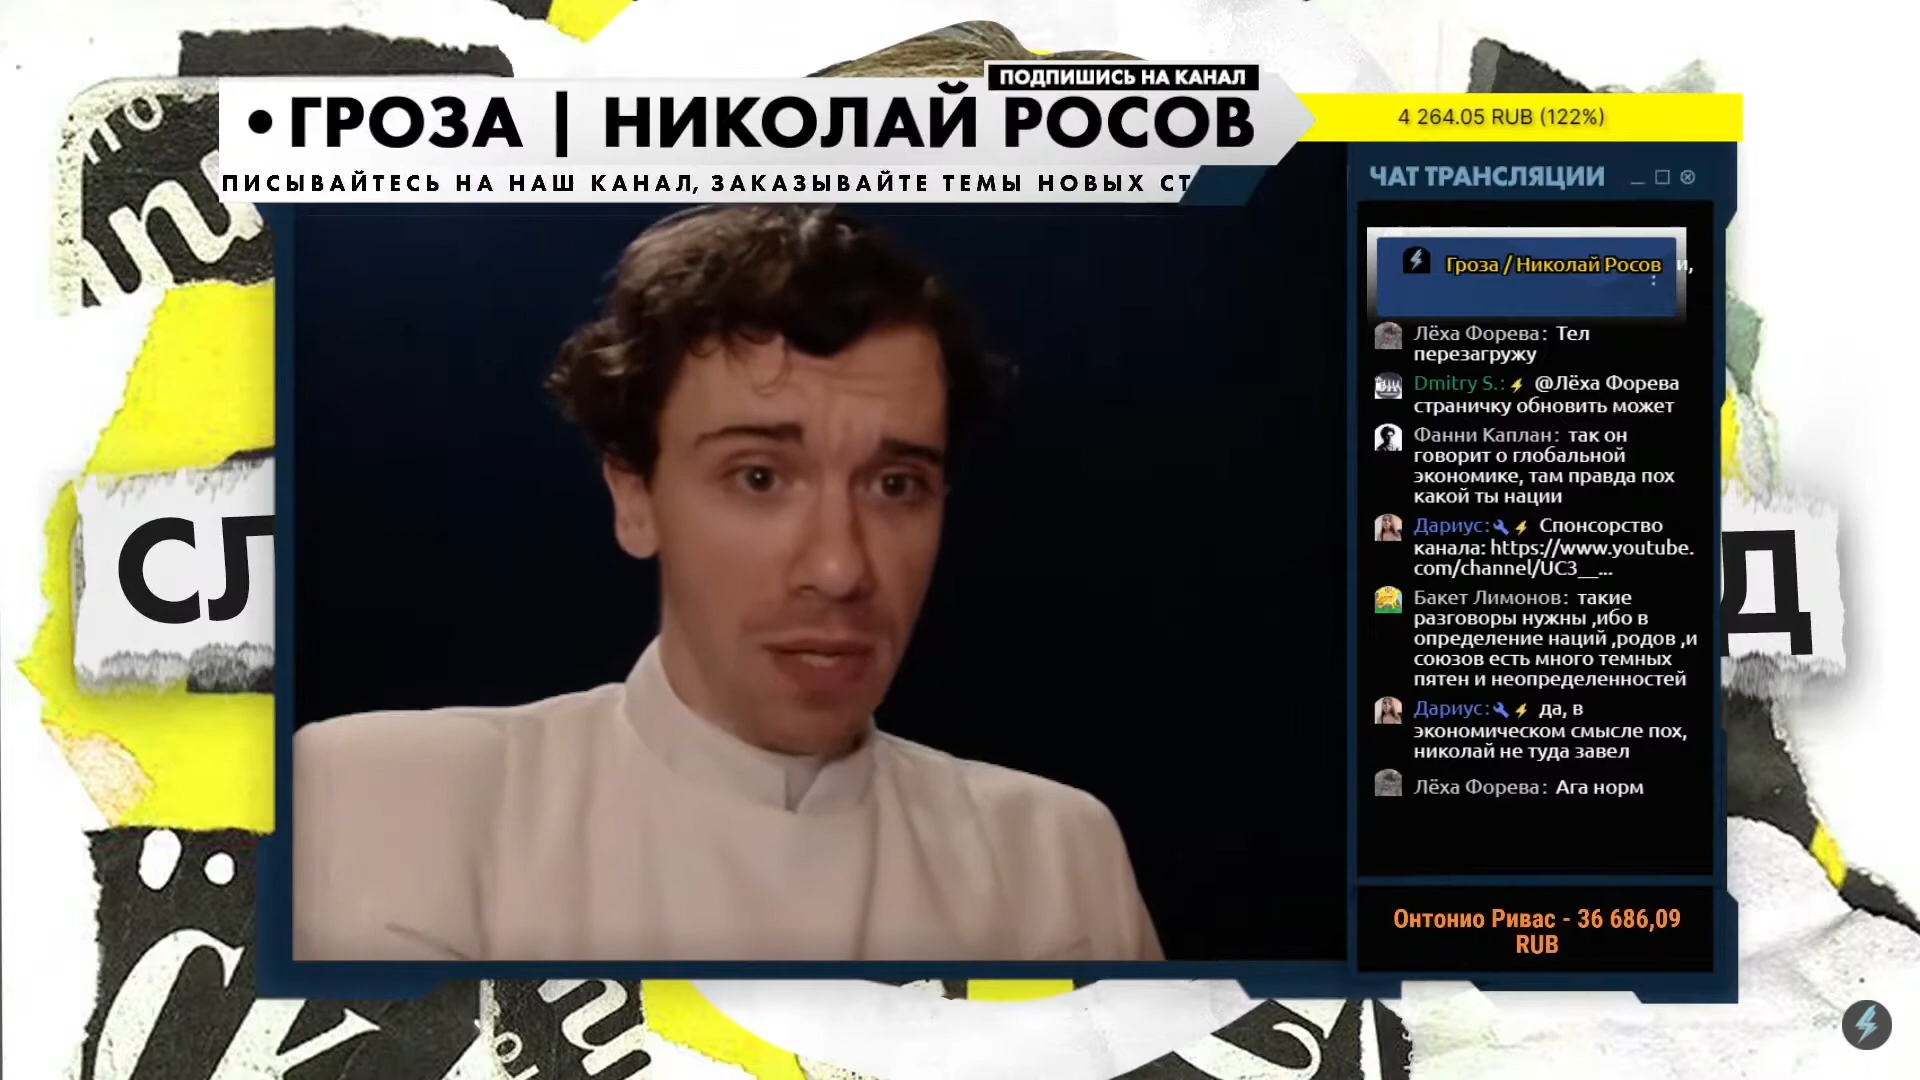 ПОДПИШИСЬ НА КАНАЛ
• ГРОЗА | НИКОЛАЙ РОСОВ
ПИСЫВАЙТЕСЬ НА НАШ КАНАЛ, ЗАКАЗЫВАЙТЕ ТЕМЫ НОВЫХ СТ
4 264.05 RUB (122%)
ЧАТ ТРАНСЛЯЦИИ
Гроза / Николай Росов
и,
Лёха Форева: Тел
перезагружу
Dmitry S.: @Лёха Форева
страничку обновить может
Фанни Каплан: так он
говорит о глобальной
экономике, там правда пох
какой ты нации
Дариус: Спонсорство
канала: https://www.youtube.
com/channel/UC3__...
Бакет Лимонов: такие
разговоры нужны ,ибо в
определение наций ,родов ,и
союзов есть много темных
пятен и неопределенностей
Дариус: да, в
экономическом смысле пох,
николай не туда завел
Лёха Форева: Ага норм
Онтонио Ривас - 36 686,09
RUB
СЛ
Д